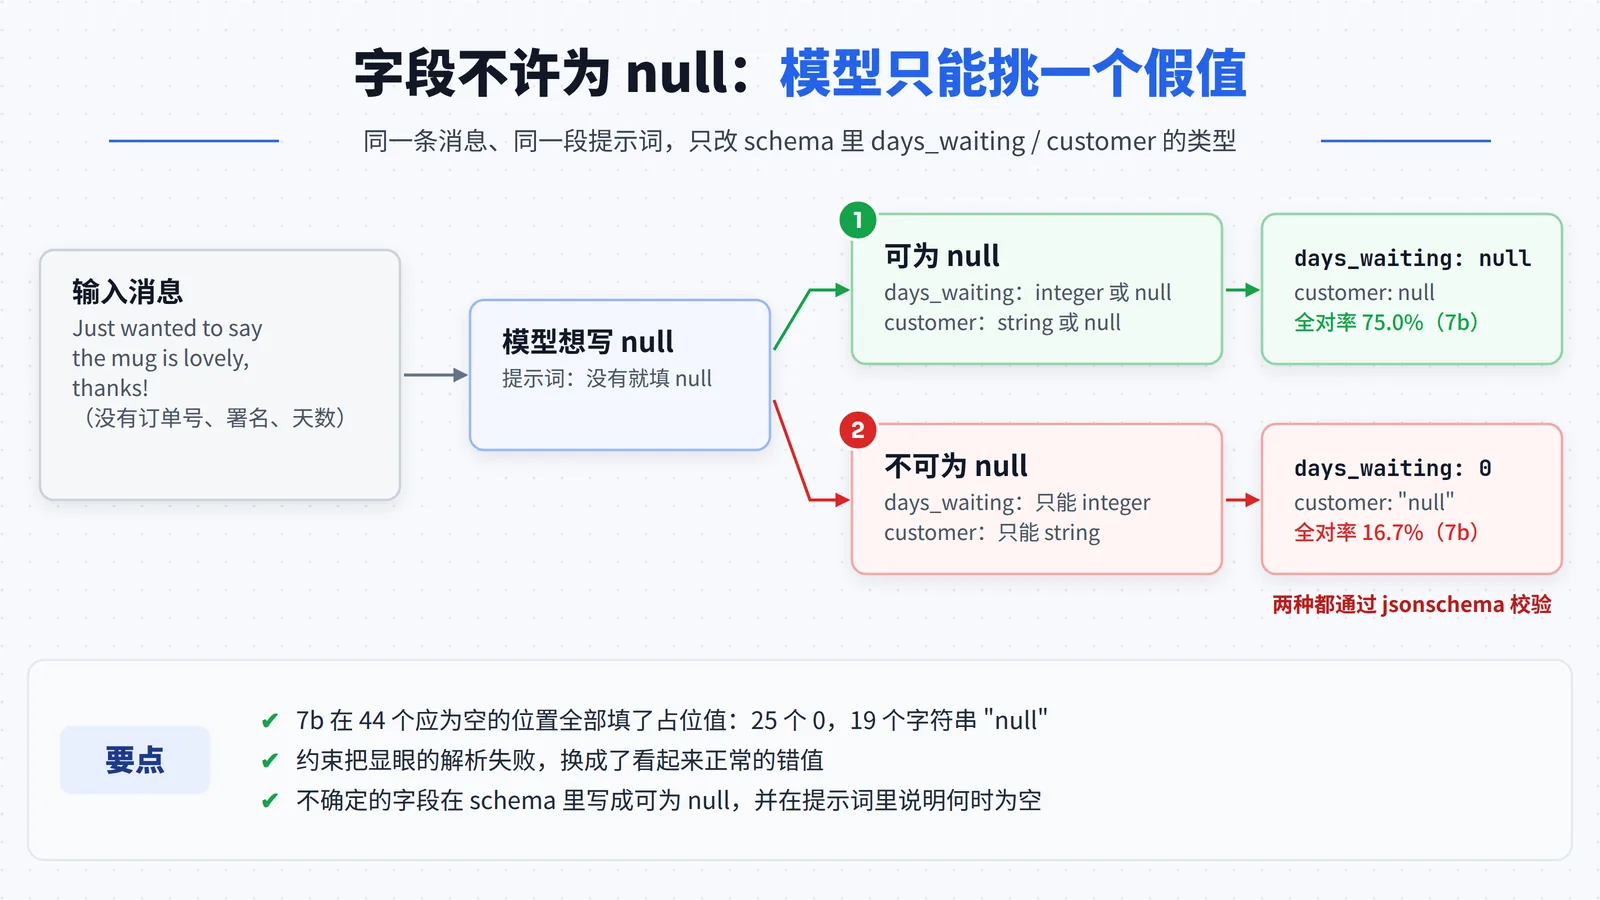 字段不许为 null：模型只能挑一个假值
同一条消息、同一段提示词，只改 schema 里 days_waiting / customer 的类型
输入消息
Just wanted to say
the mug is lovely,
thanks!
（没有订单号、署名、天数）
模型想写 null
提示词：没有就填 null
1
可为 null
days_waiting：integer 或 null
customer：string 或 null
days_waiting: null
customer: null
全对率 75.0%（7b）
2
不可为 null
days_waiting：只能 integer
customer：只能 string
days_waiting: 0
customer: "null"
全对率 16.7%（7b）
两种都通过 jsonschema 校验
要点
✔ 7b 在 44 个应为空的位置全部填了占位值：25 个 0，19 个字符串 "null"
✔ 约束把显眼的解析失败，换成了看起来正常的错值
✔ 不确定的字段在 schema 里写成可为 null，并在提示词里说明何时为空